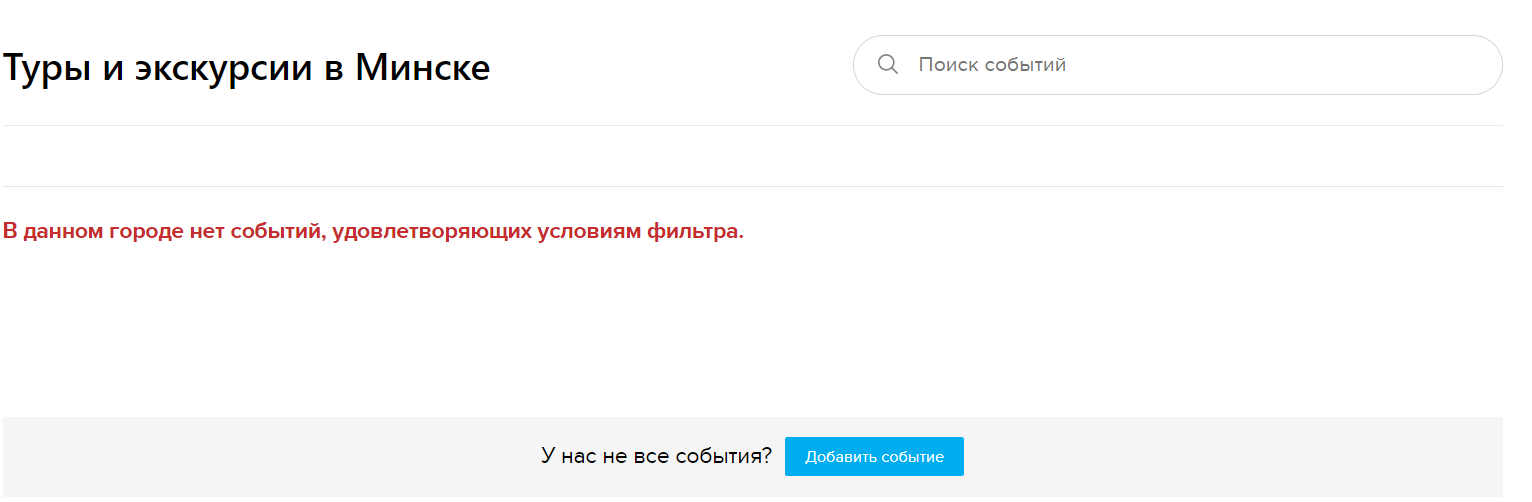 Туры и экскурсии в Минске
Поиск событий
В данном городе нет событий, удовлетворяющих условиям фильтра.
У нас не все события?
Добавить событие